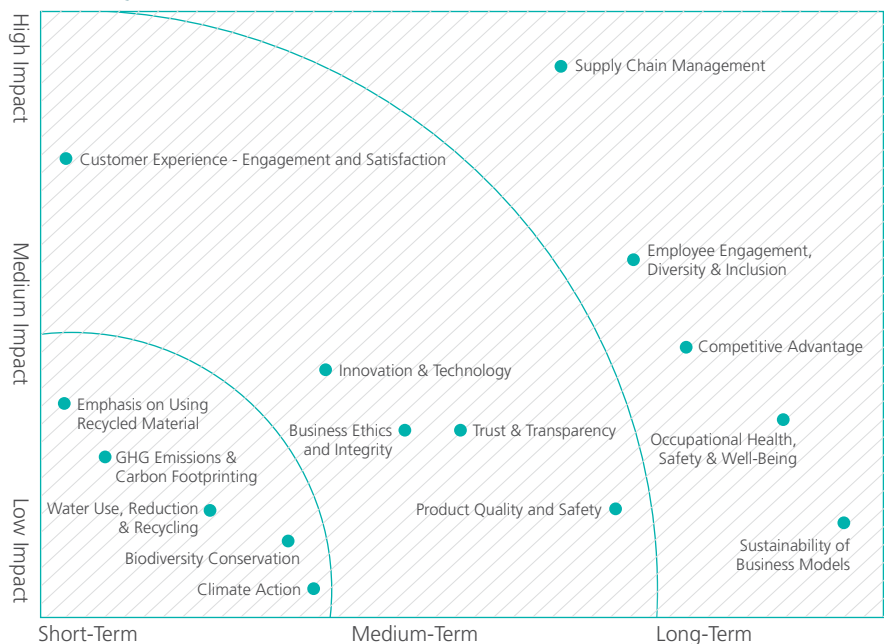 High Impact
Medium Impact
Low Impact
Supply Chain Management
Customer Experience - Engagement and Satisfaction
Employee Engagement,
Diversity & Inclusion
Competitive Advantage
Innovation & Technology
Emphasis on Using
Recycled Material
Business Ethics
and Integrity
Trust & Transparency
Occupational Health,
Safety & Well-Being
GHG Emissions &
Carbon Footprinting
Water Use, Reduction
& Recycling
Product Quality and Safety
Biodiversity Conservation
Sustainability of
Business Models
Climate Action
Short-Term
Medium-Term
Long-Term